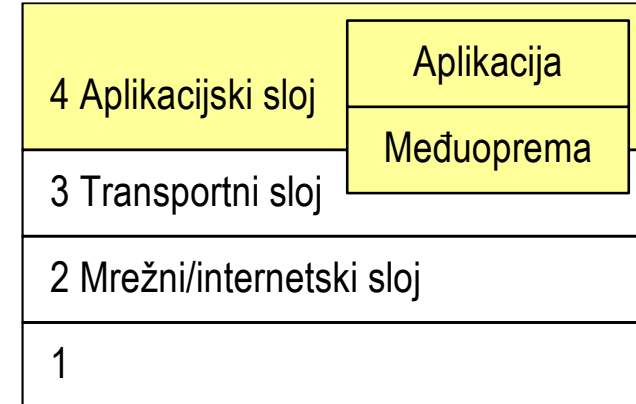 4 Aplikacijski sloj
Aplikacija
Međuoprema
3 Transportni sloj
2 Mrežni/internetski sloj
1